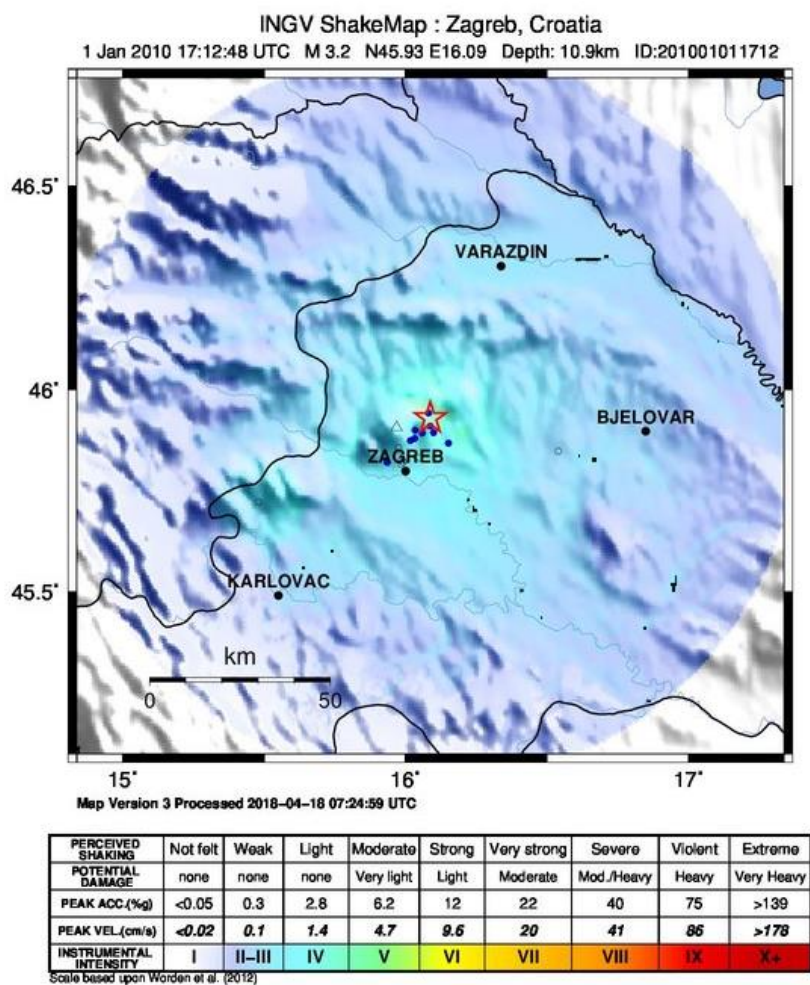 INGV ShakeMap : Zagreb, Croatia
1 Jan 2010 17:12:48 UTC M 3.2 N45.93 E16.09 Depth: 10.9km ID:201001011712
46.5˚
VARAZDIN
46˚
BJELOVAR
ZAGREB
45.5˚
KARLOVAC
km
0 50
15˚ 16˚ 17˚
Map Version 3 Processed 2018-04-18 07:24:59 UTC
PERCEIVED SHAKING Not felt Weak Light Moderate Strong Very strong Severe Violent Extreme
POTENTIAL DAMAGE none none none Very light Light Moderate Mod./Heavy Heavy Very Heavy
PEAK ACC.(%g) <0.05 0.3 2.8 6.2 12 22 40 75 >139
PEAK VEL.(cm/s) <0.02 0.1 1.4 4.7 9.6 20 41 86 >178
INSTRUMENTAL INTENSITY I II-III IV V VI VII VIII IX X+
Scale based upon Worden et al. (2012)